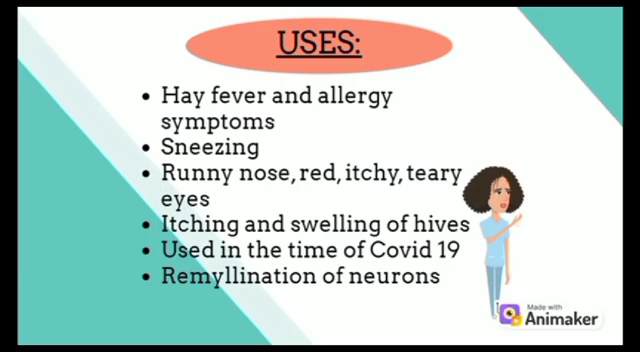 USES:
• Hay fever and allergy
symptoms
• Sneezing
• Runny nose, red, itchy, teary
eyes
• Itching and swelling of hives
• Used in the time of Covid 19
• Remyllination of neurons
Made with
Animaker